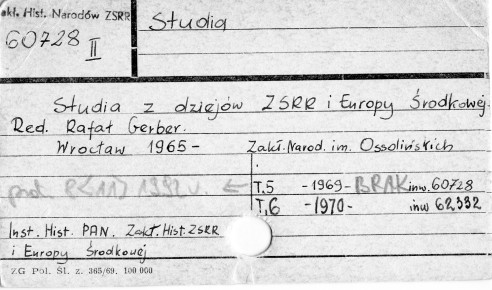 akł. Hist. Narodów ZSRR
60728 II
Studia
Studia z dziejów ZSRR i Europy Środkowej.
Red. Rafał Gerber.
Wrocław 1965- Zakł. Narod. im. Ossolińskich
T.5 -1969- BRAK inw. 60728
T.6 -1970- inw 62332
Inst. Hist. PAN. Zakł. Hist. ZSRR
i Europy Środkowej
ZG Pol. Śl. z. 365/69. 100 000